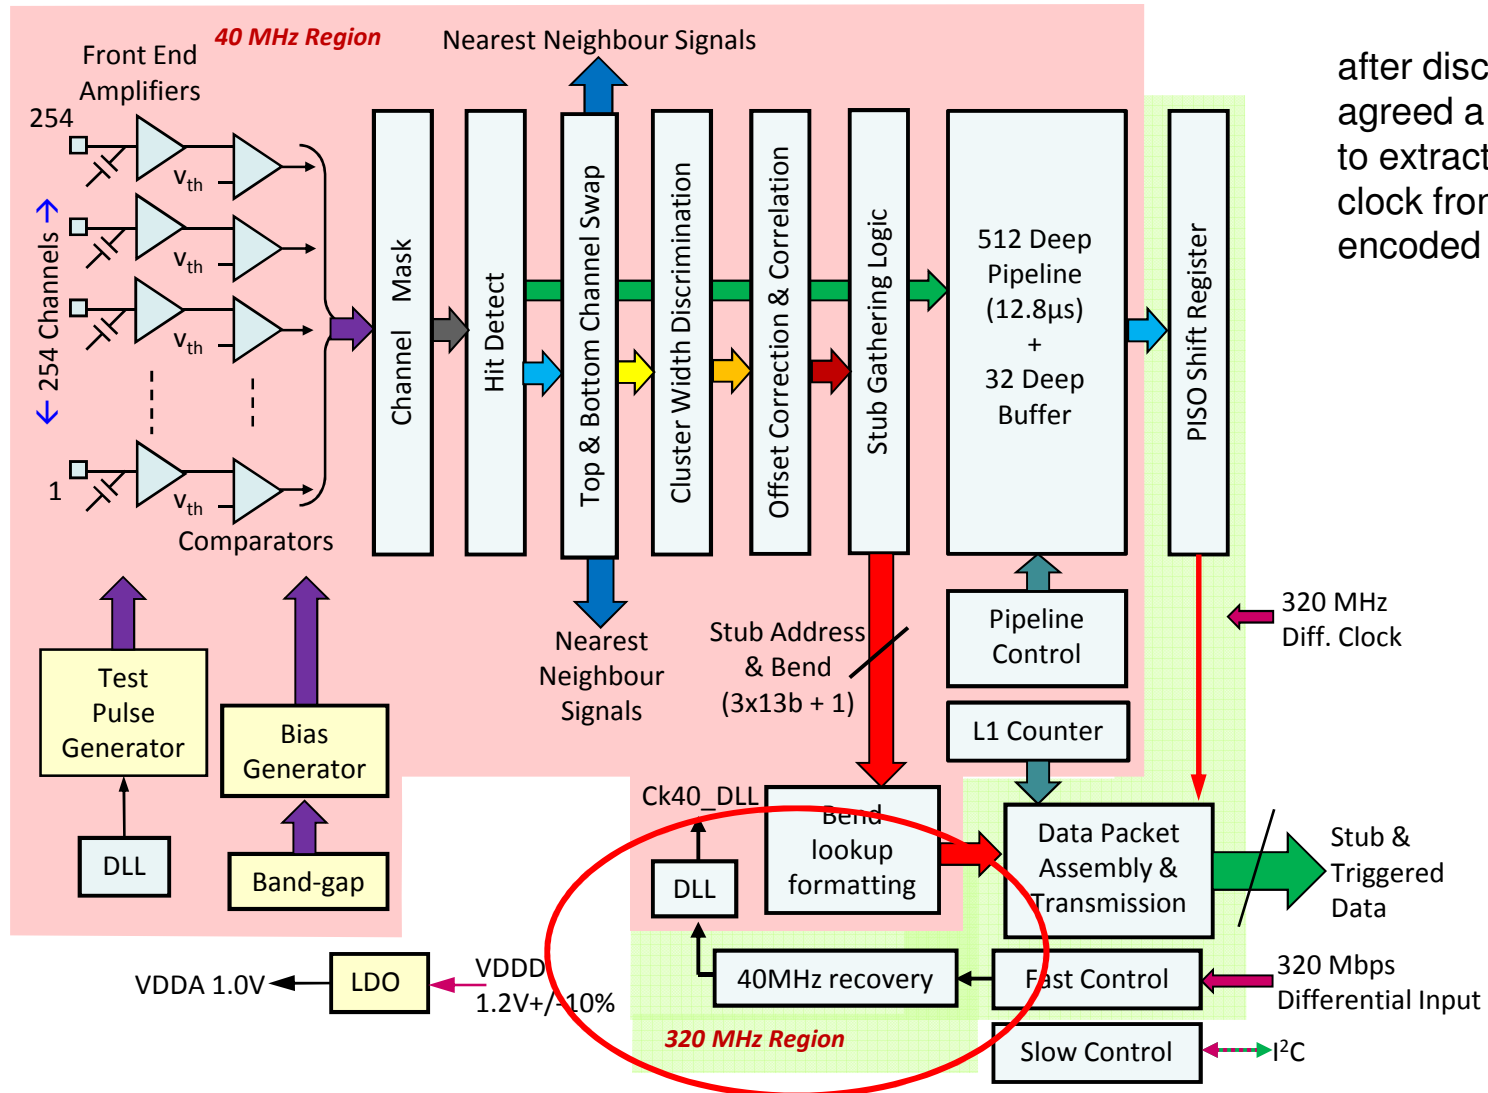 40 MHz Region
Nearest Neighbour Signals
Front End
Amplifiers
254
Vth
Vth
Vth
Vth
← 254 Channels →
1
Comparators
Channel Mask
Hit Detect
Top & Bottom Channel Swap
Cluster Width Discrimination
Offset Correction & Correlation
Stub Gathering Logic
512 Deep
Pipeline
(12.8µs)
+
32 Deep
Buffer
PISO Shift Register
after disc
agreed a
to extract
clock fron
encoded
Nearest
Neighbour
Signals
Stub Address
& Bend
(3x13b + 1)
Pipeline
Control
320 MHz
Diff. Clock
Test
Pulse
Generator
Bias
Generator
L1 Counter
DLL
Band-gap
Ck40_DLL
DLL
Bend
lookup
formatting
Data Packet
Assembly &
Transmission
Stub &
Triggered
Data
VDDA 1.0V
LDO
VDDD
1.2V+/-10%
40MHz recovery
Fast Control
320 Mbps
Differential Input
320 MHz Region
Slow Control
I²C